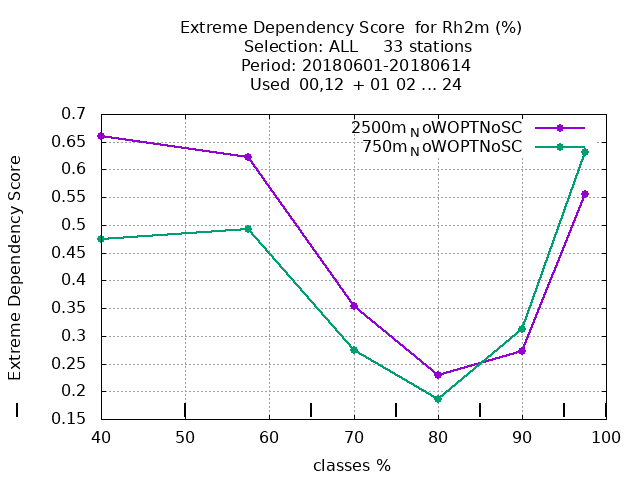 Extreme Dependency Score  for Rh2m (%)
Selection: ALL     33 stations
Period: 20180601-20180614
Used  00,12  + 01 02 ... 24
2500m_NoWOPTNoSC
750m_NoWOPTNoSC
Extreme Dependency Score
0.7
0.65
0.6
0.55
0.5
0.45
0.4
0.35
0.3
0.25
0.2
0.15
40 50 60 70 80 90 100
classes %